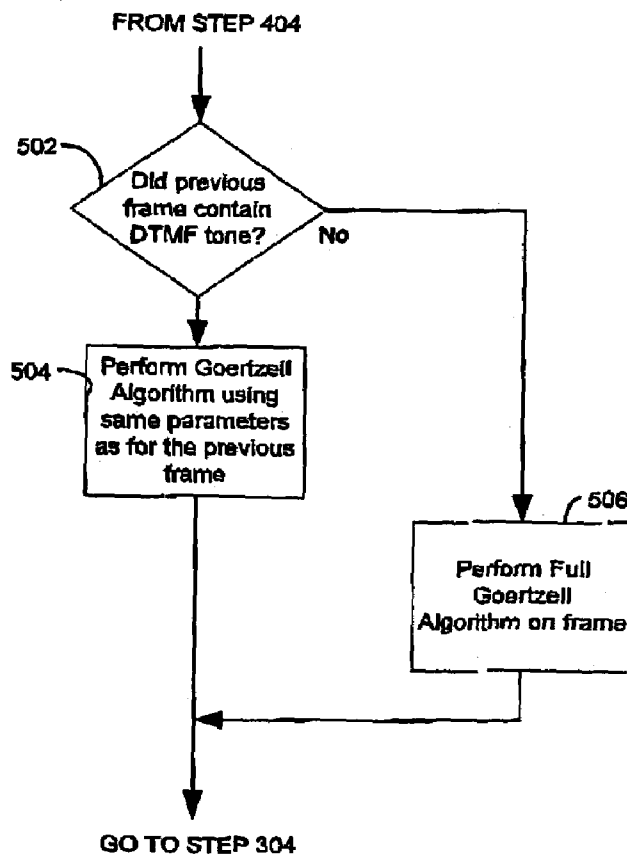 FROM STEP 404
502
Did previous
frame contain
DTMF tone?
No
504
Perform Goertzell
Algorithm using
same parameters
as for the previous
frame
506
Perform Full
Goertzell
Algorithm on frame
GO TO STEP 304